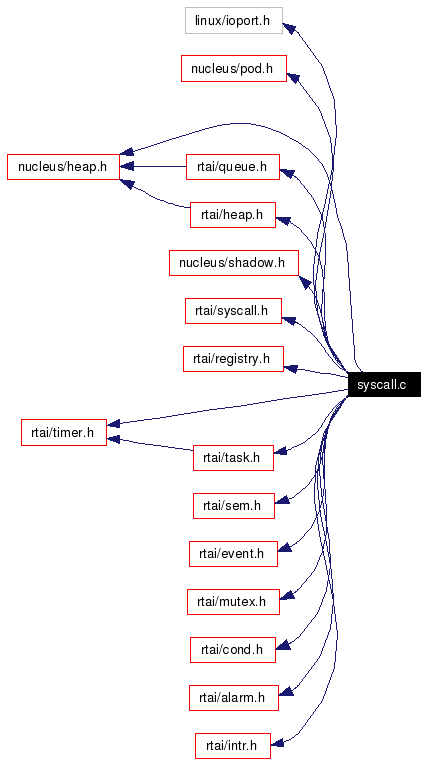 linux/ioport.h
nucleus/pod.h
nucleus/heap.h
rtai/queue.h
rtai/heap.h
nucleus/shadow.h
rtai/syscall.h
rtai/registry.h
syscall.c
rtai/timer.h
rtai/task.h
rtai/sem.h
rtai/event.h
rtai/mutex.h
rtai/cond.h
rtai/alarm.h
rtai/intr.h